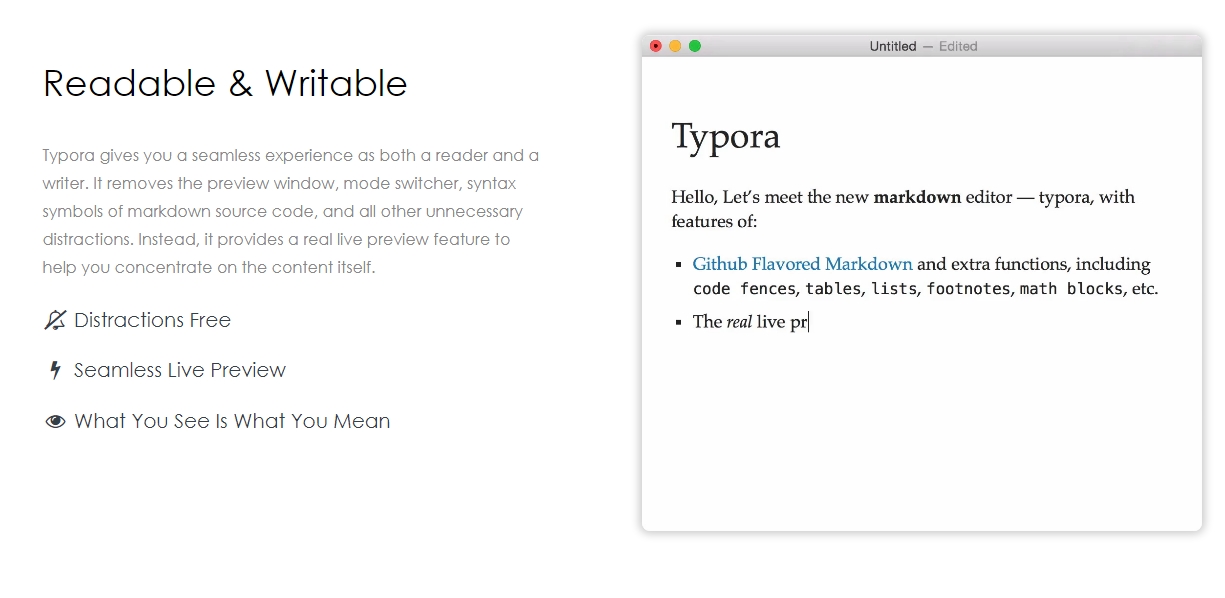 Readable & Writable
Typora gives you a seamless experience as both a reader and a
writer. It removes the preview window, mode switcher, syntax
symbols of markdown source code, and all other unnecessary
distractions. Instead, it provides a real live preview feature to
help you concentrate on the content itself.
Distractions Free
Seamless Live Preview
What You See Is What You Mean
Untitled — Edited
Typora
Hello, Let’s meet the new markdown editor — typora, with
features of:
Github Flavored Markdown and extra functions, including
code fences, tables, lists, footnotes, math blocks, etc.
The real live pr